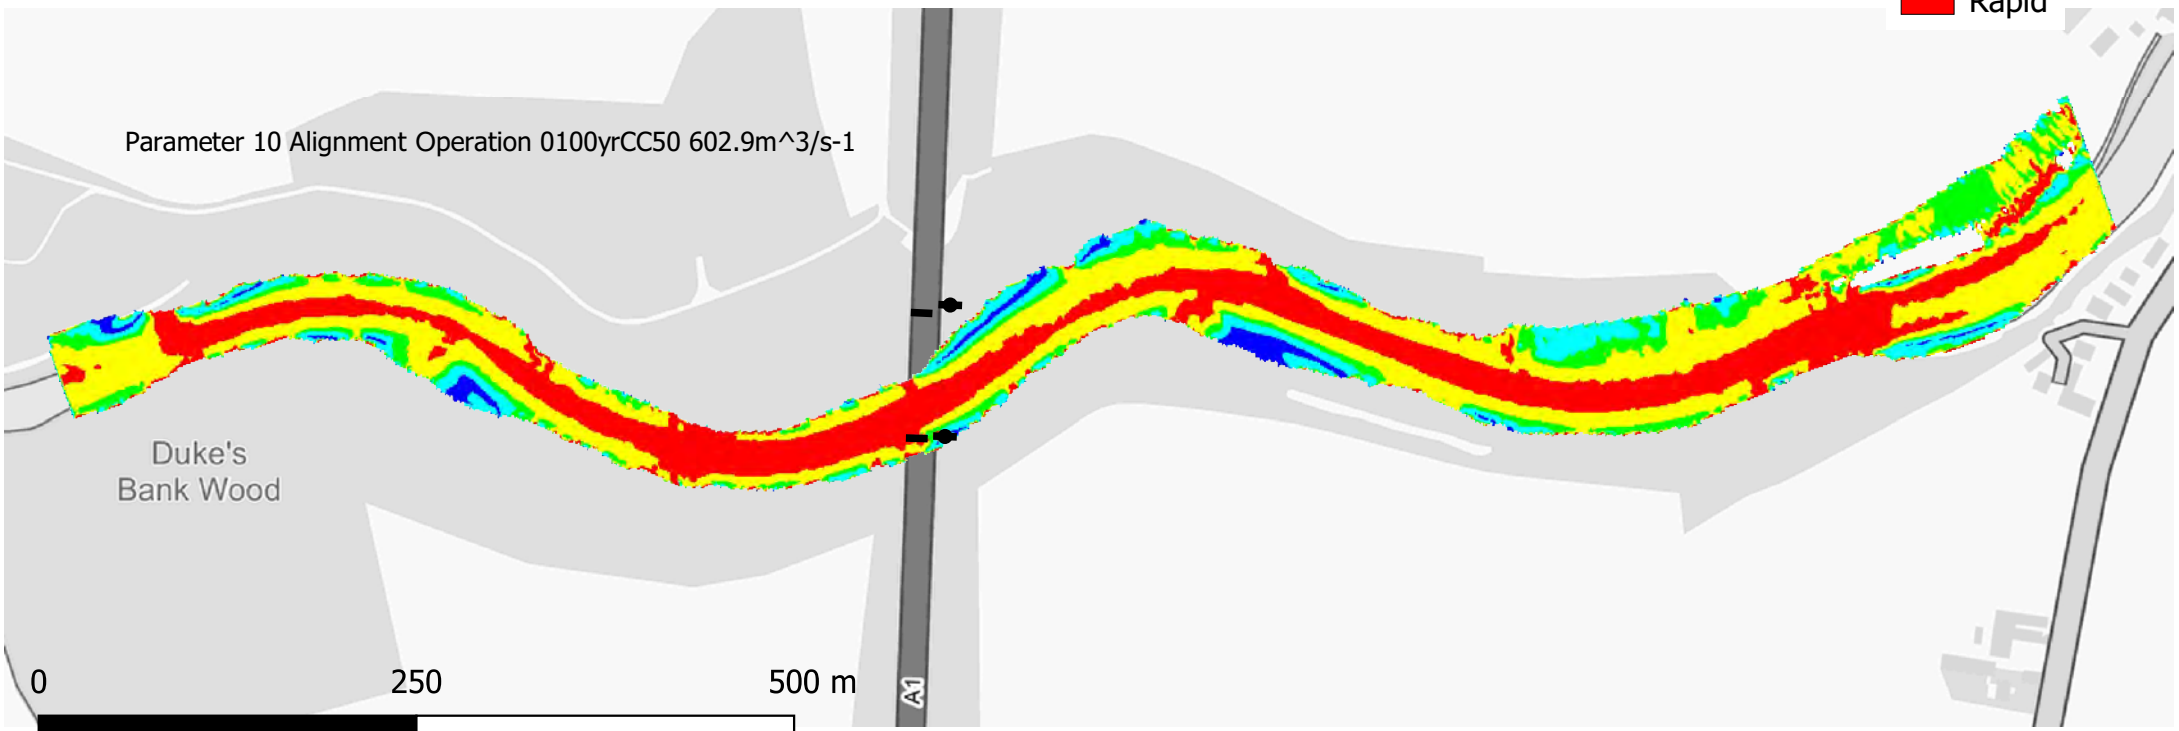 Rapid
Parameter 10 Alignment Operation 0100yrCC50 602.9m^3/s-1
Duke's
Bank Wood
0 250 500 m
A1